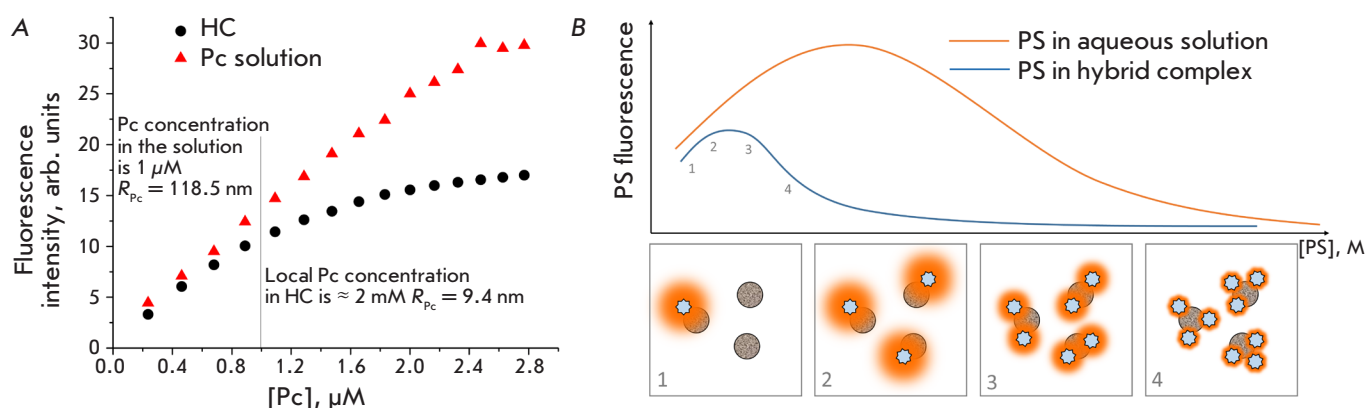 A
HC
Pc solution
30
25
20
15
10
5
0
Fluorescence
intensity, arb. units
Pc concentration
in the solution
is 1 µM
R_Pc = 118.5 nm
Local Pc concentration
in HC is ≈ 2 mM R_Pc = 9.4 nm
0.0 0.4 0.8 1.2 1.6 2.0 2.4 2.8
[Pc], µM
B
PS in aqueous solution
PS in hybrid complex
PS fluorescence
1
2
3
4
[PS], M
1
2
3
4